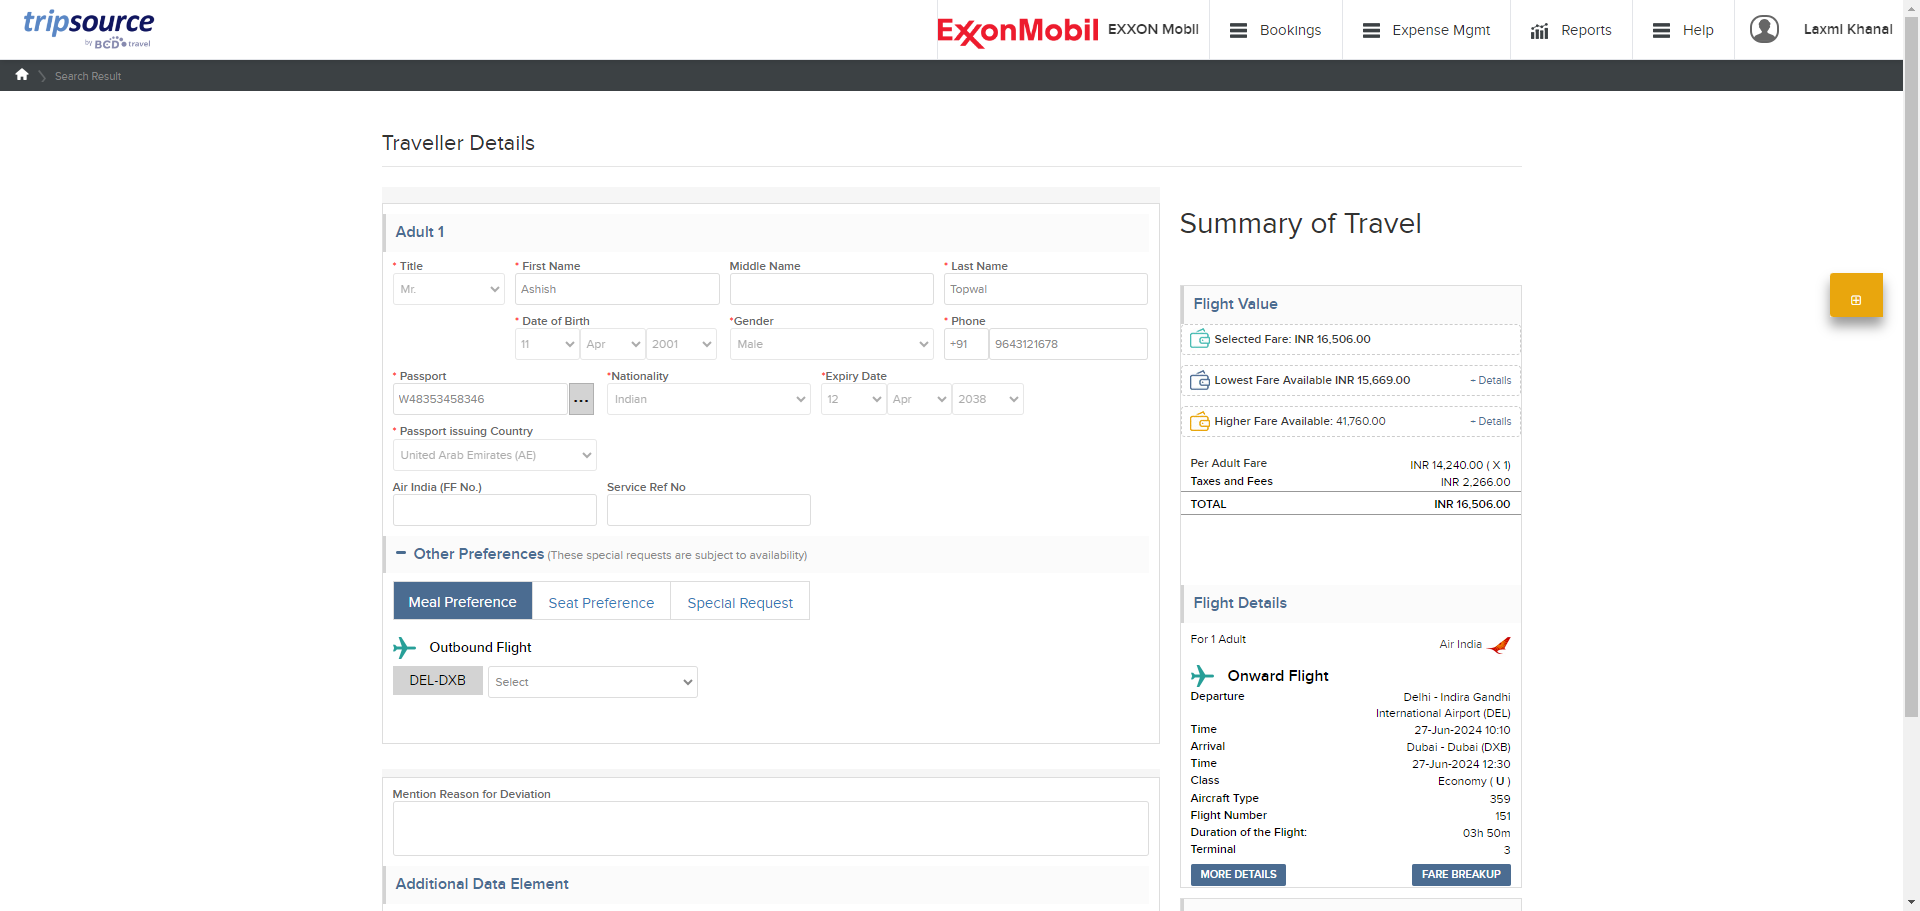 tripsource
by BCD travel
ExxonMobil EXXON Mobil
Bookings
Expense Mgmt
Reports
Help
Laxmi Khanal
Search Result
Traveller Details
Adult 1
* Title * First Name Middle Name * Last Name
Mr. Ashish Topwal
* Date of Birth *Gender * Phone
11 Apr 2001 Male +91 9643121678
* Passport *Nationality *Expiry Date
W48353458346 ... Indian 12 Apr 2038
* Passport issuing Country
United Arab Emirates (AE)
Air India (FF No.) Service Ref No
Other Preferences (These special requests are subject to availability)
Meal Preference Seat Preference Special Request
Outbound Flight
DEL-DXB Select
Mention Reason for Deviation
Additional Data Element
Summary of Travel
Flight Value
Selected Fare: INR 16,506.00
Lowest Fare Available INR 15,669.00 + Details
Higher Fare Available: 41,760.00 + Details
Per Adult Fare INR 14,240.00 ( X 1)
Taxes and Fees INR 2,266.00
TOTAL INR 16,506.00
Flight Details
For 1 Adult Air India
Onward Flight
Departure Delhi - Indira Gandhi
International Airport (DEL)
Time 27-Jun-2024 10:10
Arrival Dubai - Dubai (DXB)
Time 27-Jun-2024 12:30
Class Economy ( U )
Aircraft Type 359
Flight Number 151
Duration of the Flight: 03h 50m
Terminal 3
MORE DETAILS FARE BREAKUP